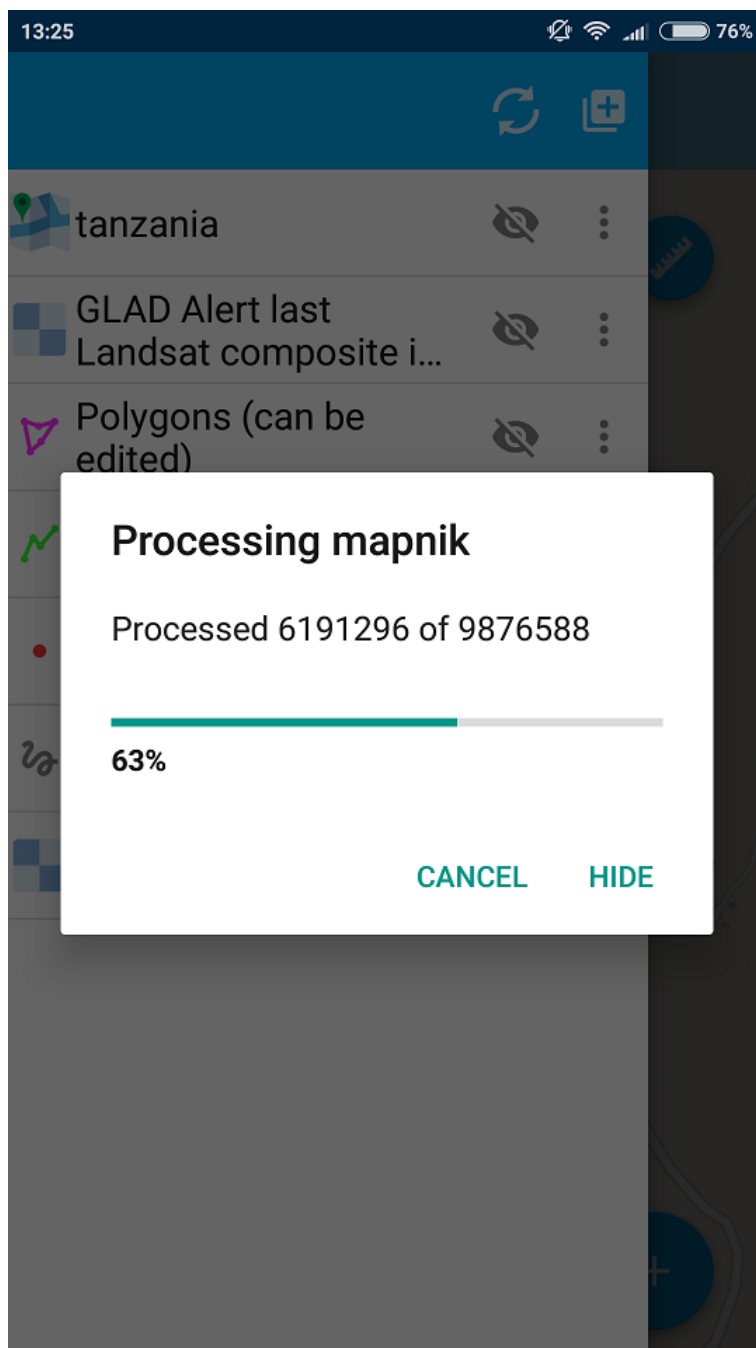 13:25
76%
tanzania
GLAD Alert last
Landsat composite i...
Polygons (can be
edited)
Processing mapnik
Processed 6191296 of 9876588
63%
CANCEL
HIDE